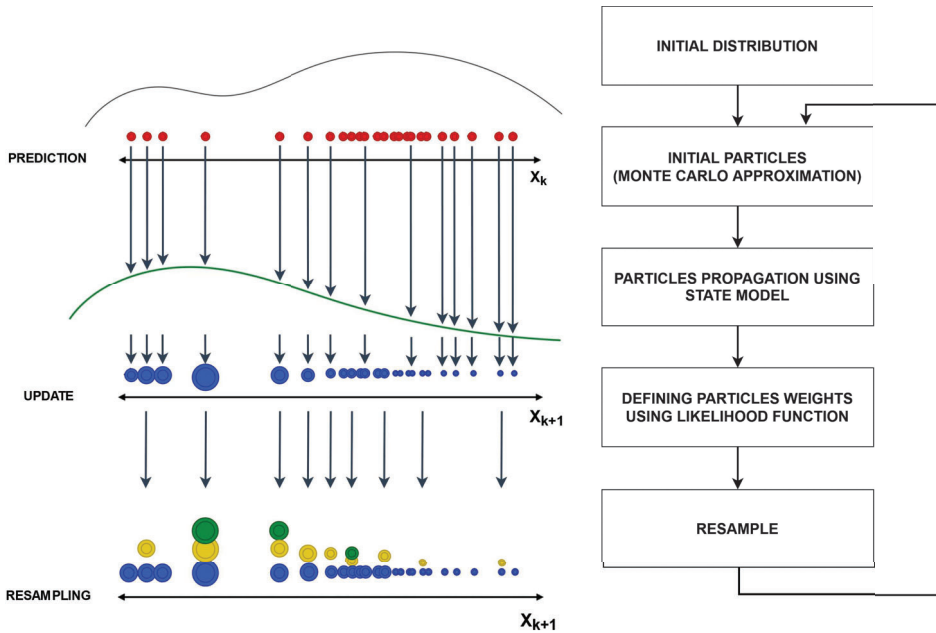 PREDICTION
Xk
UPDATE
Xk+1
RESAMPLING
Xk+1
INITIAL DISTRIBUTION
INITIAL PARTICLES
(MONTE CARLO APPROXIMATION)
PARTICLES PROPAGATION USING
STATE MODEL
DEFINING PARTICLES WEIGHTS
USING LIKELIHOOD FUNCTION
RESAMPLE